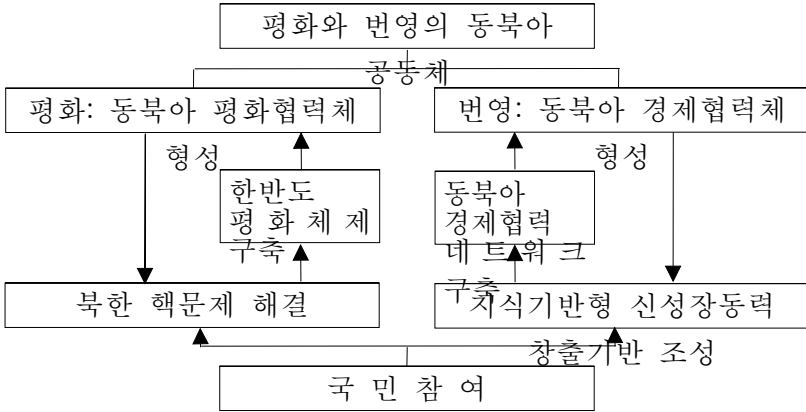 평화와 번영의 동북아
공동체
평화: 동북아 평화협력체
형성
번영: 동북아 경제협력체
형성
한반도
평 화 체 제
구축
동북아
경제협력
네 트 워 크
구축
북한 핵문제 해결
지식기반형 신성장동력
창출기반 조성
국 민 참 여